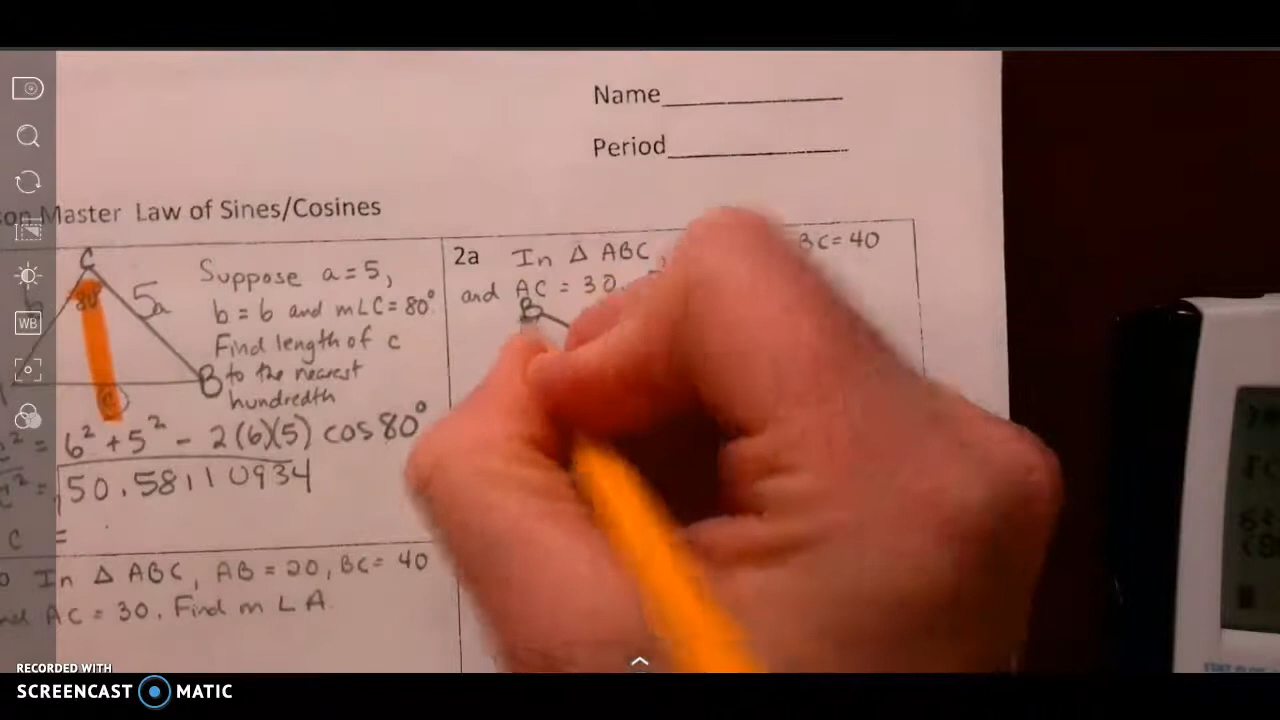 Name
Period
Master Law of Sines/Cosines
C
80°
5a
b
B
C
Suppose a = 5,
b = 6 and m∠C = 80°
Find length of c
to the nearest
hundredth
= 6² + 5² - 2(6)(5) cos 80°
= 50.58110934
c =
2a In △ ABC, BC = 40
and AC = 30.
B
In △ ABC, AB = 20, BC = 40
AC = 30. Find m∠A.
WB
RECORDED WITH
SCREENCAST MATIC